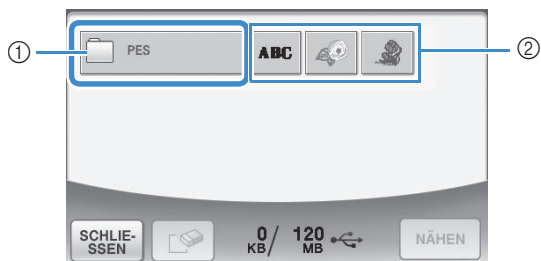 ① PES ABC ②
SCHLIE-
SSEN
0 KB / 120 MB
NÄHEN